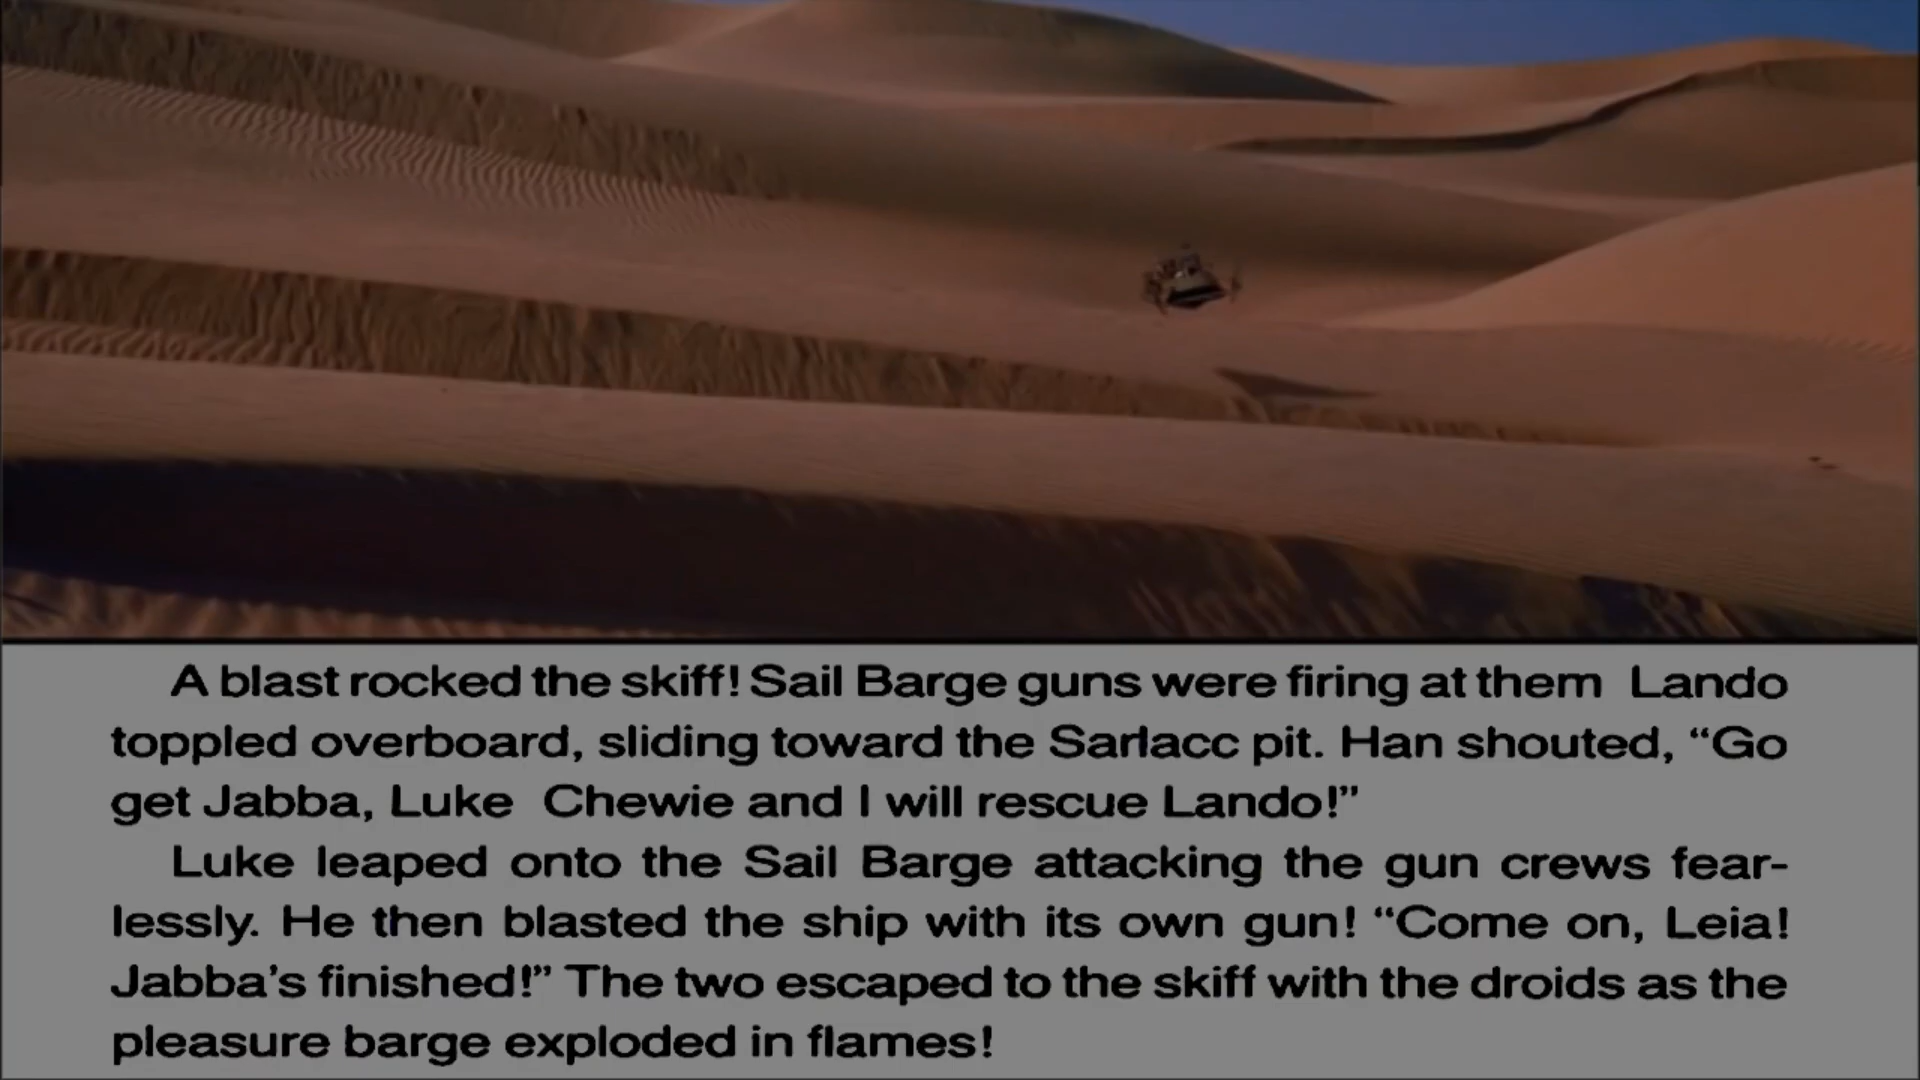 A blast rocked the skiff! Sail Barge guns were firing at them Lando
toppled overboard, sliding toward the Sarlacc pit. Han shouted, “Go
get Jabba, Luke Chewie and I will rescue Lando!”
Luke leaped onto the Sail Barge attacking the gun crews fear-
lessly. He then blasted the ship with its own gun! “Come on, Leia!
Jabba’s finished!” The two escaped to the skiff with the droids as the
pleasure barge exploded in flames!